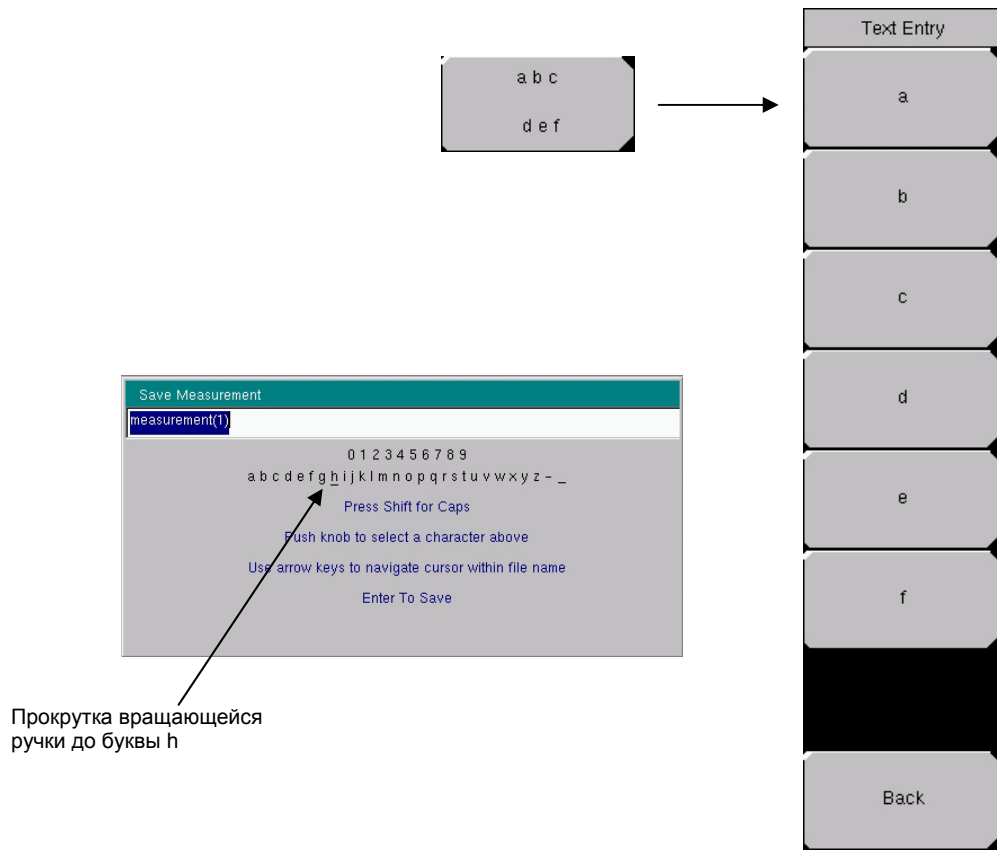 Text Entry
a b c
d e f
a
b
c
d
e
f
Back
Save Measurement
measurement(1)
0 1 2 3 4 5 6 7 8 9
a b c d e f g h i j k l m n o p q r s t u v w x y z - _
Press Shift for Caps
Push knob to select a character above
Use arrow keys to navigate cursor within file name
Enter To Save
Прокрутка вращающейся
ручки до буквы h